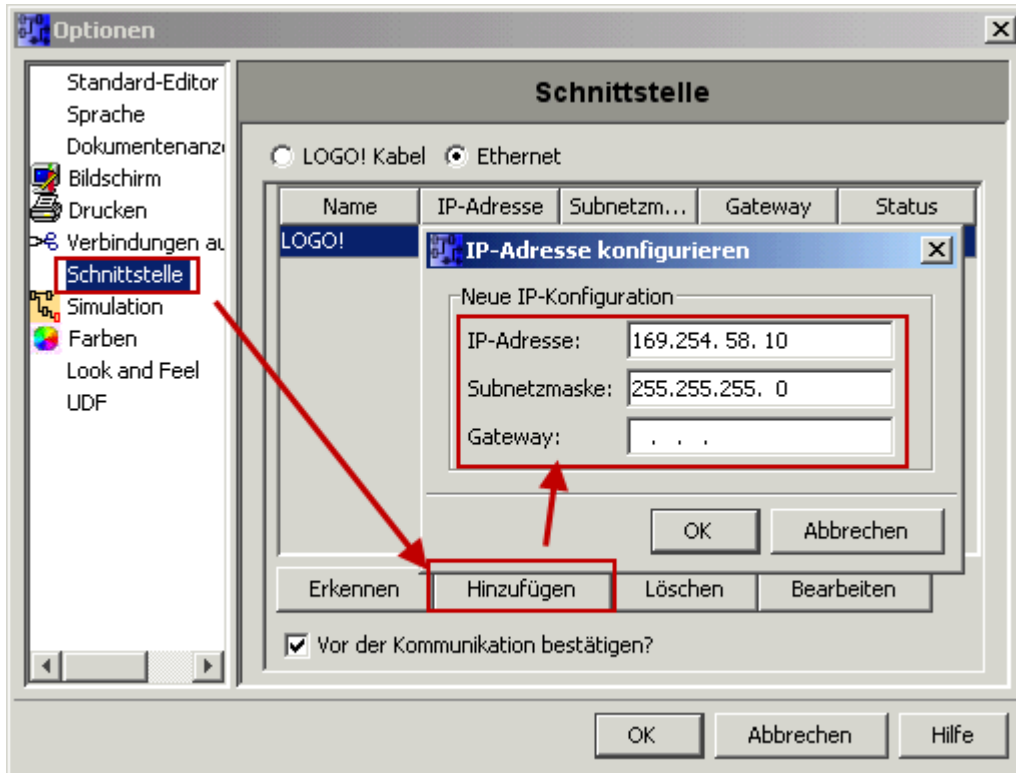 Optionen
Standard-Editor
Sprache
Dokumentenanz
Bildschirm
Drucken
Verbindungen au
Schnittstelle
Simulation
Farben
Look and Feel
UDF
Schnittstelle
LOGO! Kabel Ethernet
Name IP-Adresse Subnetzm... Gateway Status
LOGO!
IP-Adresse konfigurieren
Neue IP-Konfiguration
IP-Adresse: 169.254. 58. 10
Subnetzmaske: 255.255.255. 0
Gateway: . . .
OK Abbrechen
Erkennen Hinzufügen Löschen Bearbeiten
Vor der Kommunikation bestätigen?
OK Abbrechen Hilfe